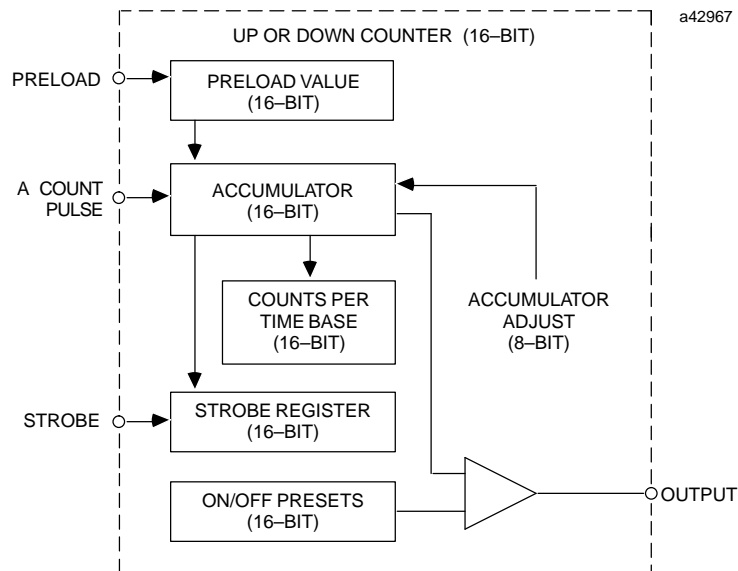 a42967
UP OR DOWN COUNTER (16–BIT)
PRELOAD
PRELOAD VALUE
(16–BIT)
A COUNT
PULSE
ACCUMULATOR
(16–BIT)
COUNTS PER
TIME BASE
(16–BIT)
ACCUMULATOR
ADJUST
(8–BIT)
STROBE
STROBE REGISTER
(16–BIT)
ON/OFF PRESETS
(16–BIT)
OUTPUT